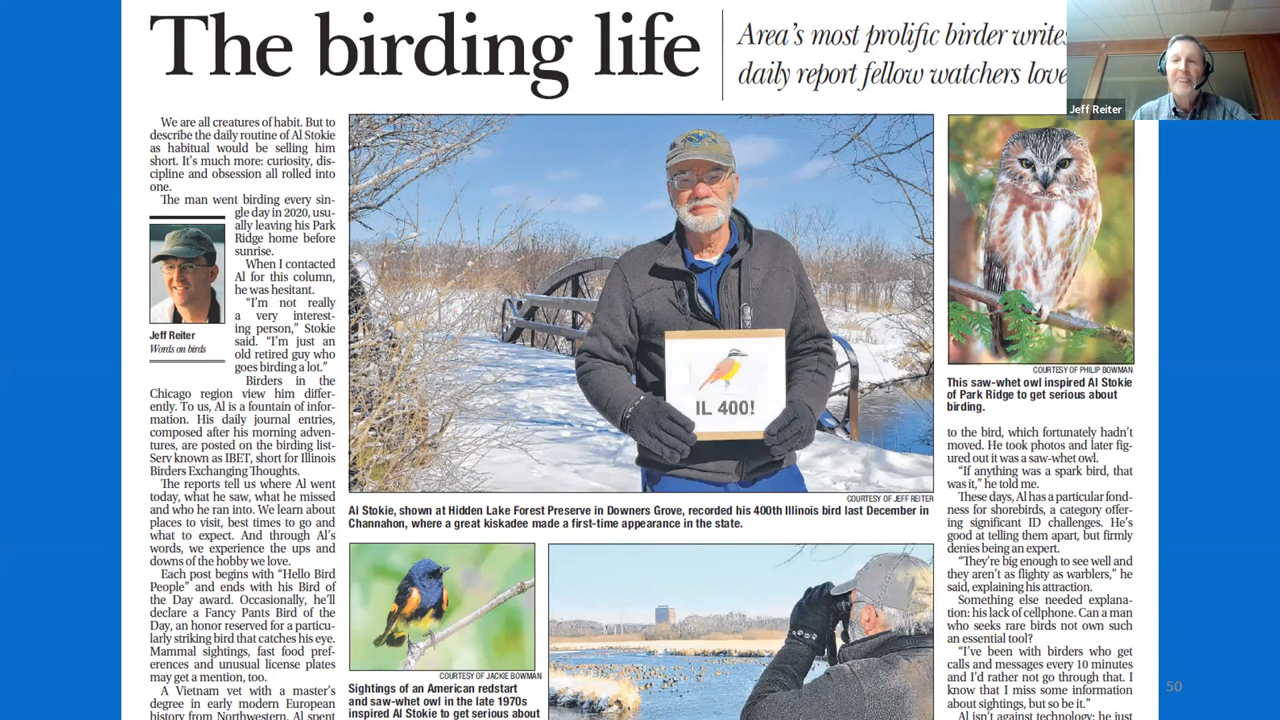 The birding life
Area's most prolific birder writes
daily report fellow watchers love
Jeff Reiter
We are all creatures of habit. But to
describe the daily routine of Al Stokie
as habitual would be selling him
short. It's much more: curiosity, dis-
cipline and obsession all rolled into
one.
The man went birding every sin-
gle day in 2020, usu-
ally leaving his Park
Ridge home before
sunrise.
When I contacted
Al for this column,
he was hesitant.
“I'm not really
a very interest-
ing person,” Stokie
said. “I'm just an
old retired guy who
goes birding a lot.”
Jeff Reiter
Words on birds
Birders in the
Chicago region view him differ-
ently. To us, Al is a fountain of infor-
mation. His daily journal entries,
composed after his morning adven-
tures, are posted on the birding list-
Serv known as IBET, short for Illinois
Birders Exchanging Thoughts.
The reports tell us where Al went
today, what he saw, what he missed
and who he ran into. We learn about
places to visit, best times to go and
what to expect. And through Al's
words, we experience the ups and
downs of the hobby we love.
Each post begins with “Hello Bird
People” and ends with his Bird of
the Day award. Occasionally, he'll
declare a Fancy Pants Bird of the
Day, an honor reserved for a particu-
larly striking bird that catches his eye.
Mammal sightings, fast food pref-
erences and unusual license plates
may get a mention, too.
A Vietnam vet with a master's
degree in early modern European
history from Northwestern, Al spent
IL 400!
COURTESY OF JEFF REITER
Al Stokie, shown at Hidden Lake Forest Preserve in Downers Grove, recorded his 400th Illinois bird last December in
Channahon, where a great kiskadee made a first-time appearance in the state.
COURTESY OF JACKIE BOWMAN
Sightings of an American redstart
and saw-whet owl in the late 1970s
inspired Al Stokie to get serious about
COURTESY OF PHILIP BOWMAN
This saw-whet owl inspired Al Stokie
of Park Ridge to get serious about
birding.
to the bird, which fortunately hadn't
moved. He took photos and later fig-
ured out it was a saw-whet owl.
“If anything was a spark bird, that
was it,” he told me.
These days, Al has a particular fond-
ness for shorebirds, a category offer-
ing significant ID challenges. He's
good at telling them apart, but firmly
denies being an expert.
“They're big enough to see well and
they aren't as flighty as warblers,” he
said, explaining his attraction.
Something else needed explana-
tion: his lack of cellphone. Can a man
who seeks rare birds not own such
an essential tool?
“I've been with birders who get
calls and messages every 10 minutes
and I'd rather not go through that. I
know that I miss some information
about sightings, but so be it.”
Al isn't against technology; he just
50